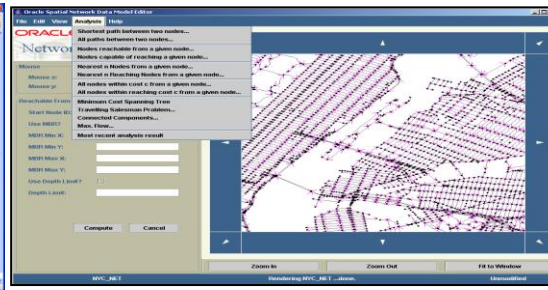 Oracle Spatial Network Data Model Editor
File Edit View Analysis Help
ORACL
Networ
Shortest path between two nodes...
All paths between two nodes...
Nodes reachable from a given node...
Nodes capable of reaching a given node...
Nearest n Nodes from a given node...
Nearest n Reaching Nodes from a given node...
All nodes within cost c from a given node...
All nodes within reaching cost c from a given node...
Minimum Cost Spanning Tree
Travelling Salesman Problem...
Connected Components...
Max. Flow...
Most recent analysis result
Mouse
Mouse x:
Mouse y:
Reachable From
Start Node ID:
Use MBR?
MBR Min X:
MBR Min Y:
MBR Max X:
MBR Max Y:
Use Depth Limit?
Depth Limit:
Compute Cancel
Zoom In Zoom Out Fit to Window
NYC_NET Rendering NYC_NET ...done. Unmodified